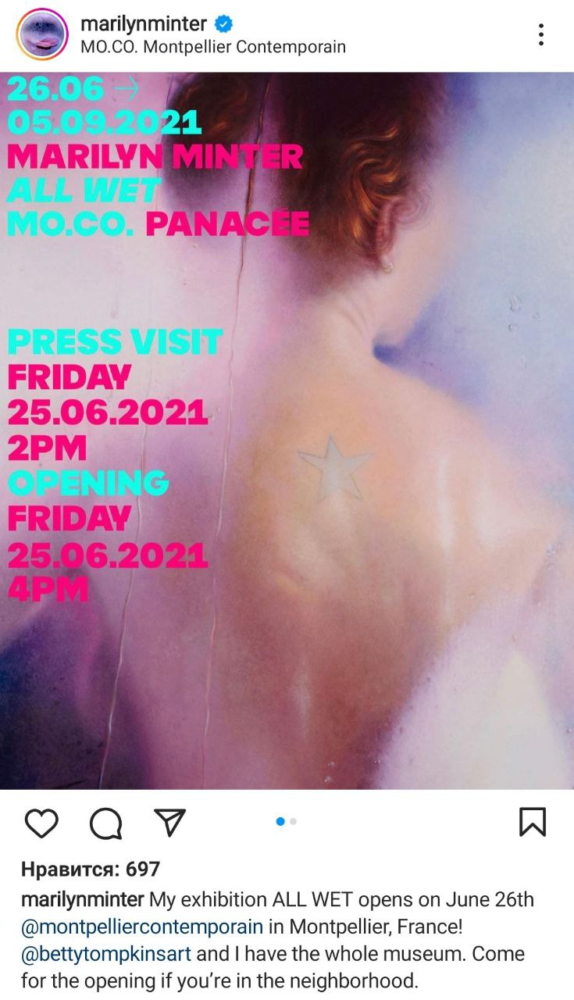 marilynminter
MO.CO. Montpellier Contemporain
26.06 →
05.09.2021
MARILYN MINTER
ALL WET
MO.CO. PANACEE
PRESS VISIT
FRIDAY
25.06.2021
2PM
OPENING
FRIDAY
25.06.2021
4PM
Нравится: 697
marilynminter My exhibition ALL WET opens on June 26th
@montpelliercontemporain in Montpellier, France!
@bettytompkinsart and I have the whole museum. Come
for the opening if you’re in the neighborhood.